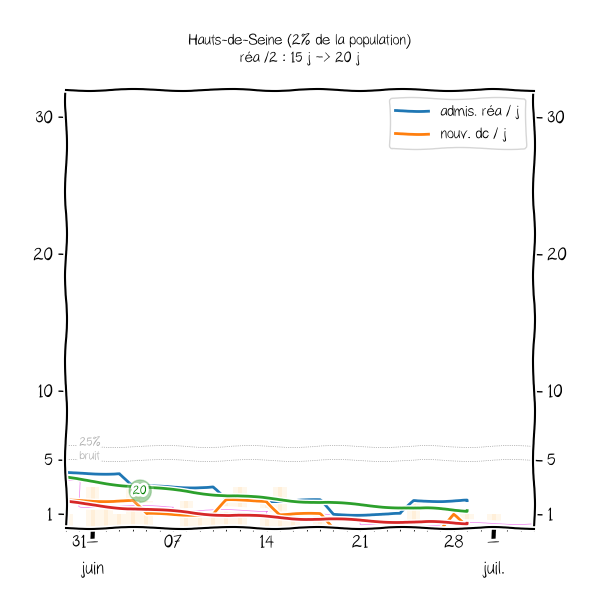 Hauts-de-Seine (2% de la population)
réa /2 : 15 j -> 20 j
admis. réa / j
nouv. dc / j
30 30
20 20
10 10
25%
bruit
5 5
20
1 1
31 07 14 21 28
juin juil.